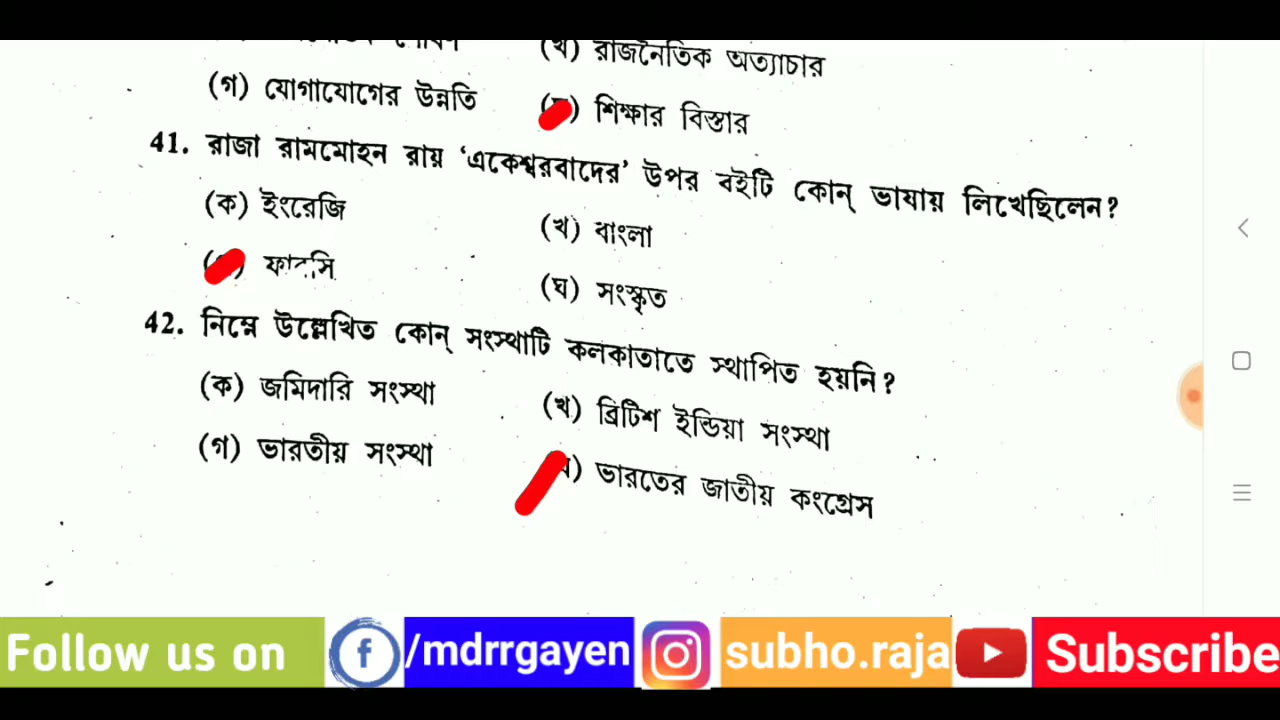 (খ) রাজনৈতিক অত্যাচার
(গ) যোগাযোগের উন্নতি
শিক্ষার বিস্তার
41. রাজা রামমোহন রায় ‘একেশ্বরবাদের’ উপর বইটি কোন্ ভাষায় লিখেছিলেন?
(ক) ইংরেজি
(খ) বাংলা
ফারসি
(ঘ) সংস্কৃত
42. নিম্নে উল্লেখিত কোন্ সংস্থাটি কলকাতাতে স্থাপিত হয়নি?
(ক) জমিদারি সংস্থা
(খ) ব্রিটিশ ইন্ডিয়া সংস্থা
(গ) ভারতীয় সংস্থা
ভারতের জাতীয় কংগ্রেস
Follow us on f /mdrrgayen subho.raja Subscribe